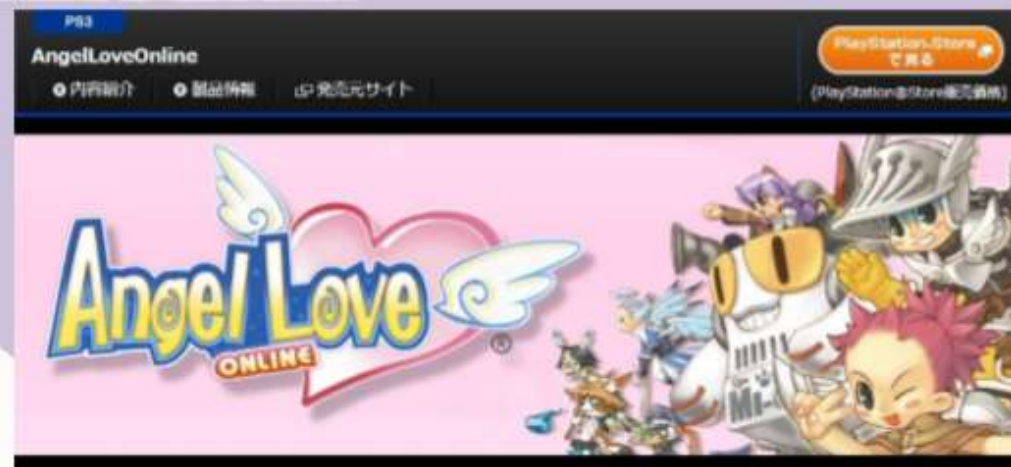 PS3
AngelLoveOnline
PlayStation®Store
で見る
内容紹介 製品情報 発売元サイト
(PlayStation®Store販売価格)
Angel Love
ONLINE
®
Mi-